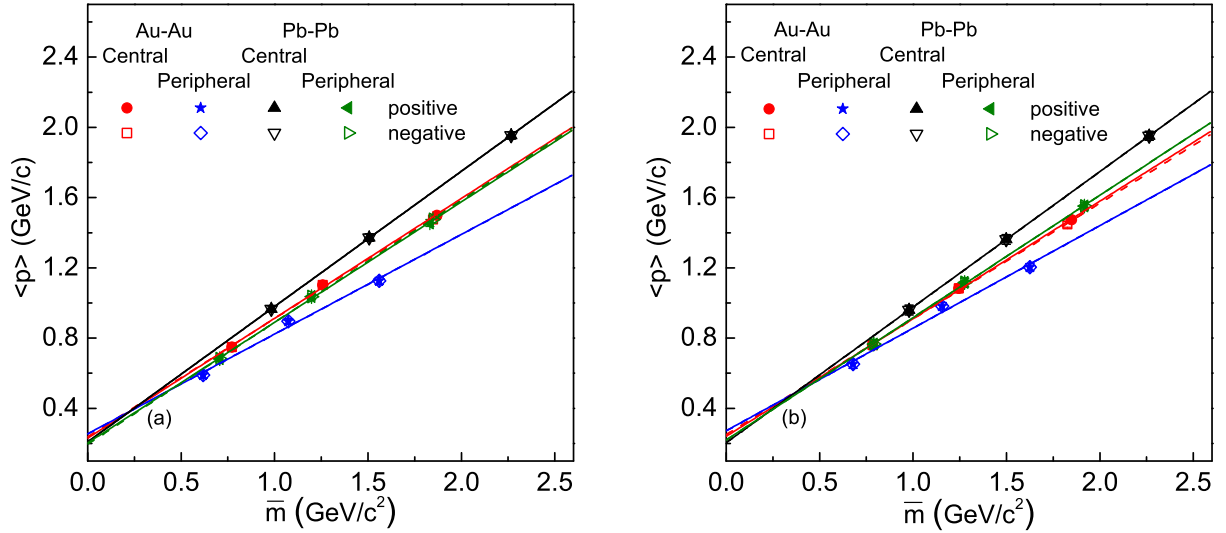 Au-Au Pb-Pb
Central Central
Peripheral Peripheral
positive
negative
2.4
2.0
1.6
1.2
0.8
0.4
<p> (GeV/c)
(a)
0.0 0.5 1.0 1.5 2.0 2.5
m̅ (GeV/c²)
Au-Au Pb-Pb
Central Central
Peripheral Peripheral
positive
negative
2.4
2.0
1.6
1.2
0.8
0.4
<p> (GeV/c)
(b)
0.0 0.5 1.0 1.5 2.0 2.5
m̅ (GeV/c²)